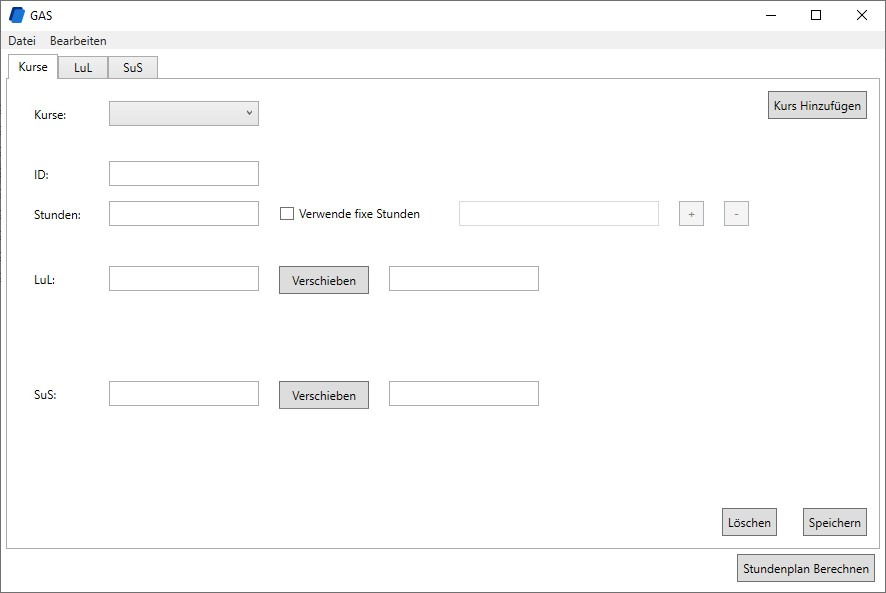 GAS
Datei Bearbeiten
Kurse LuL SuS
Kurse: Kurs Hinzufügen
ID:
Stunden: Verwende fixe Stunden + -
LuL: Verschieben
SuS: Verschieben
Löschen Speichern
Stundenplan Berechnen